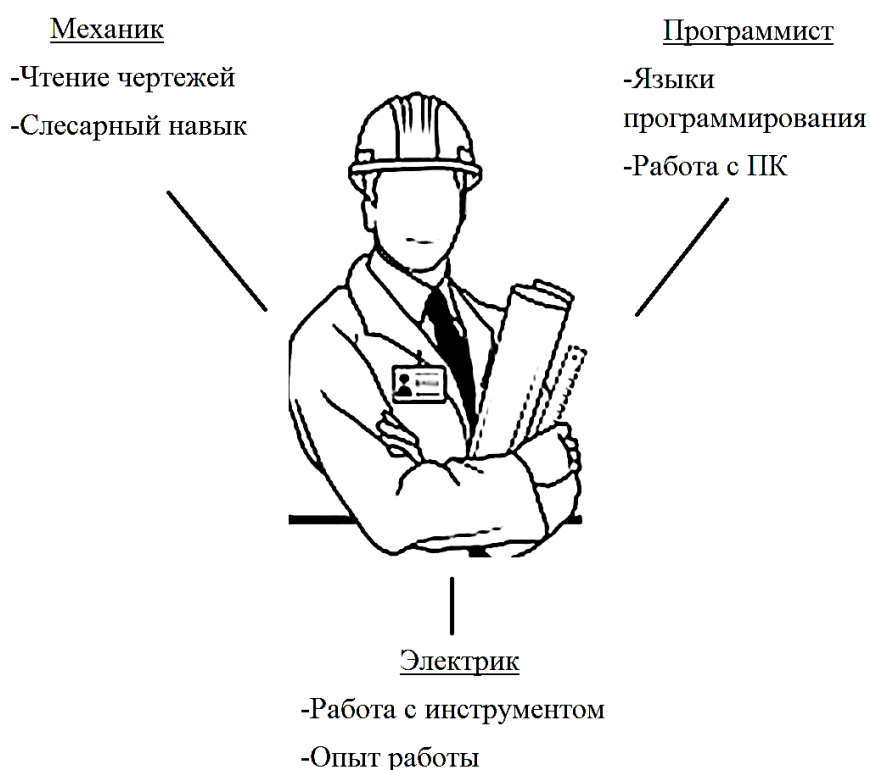 Механик
-Чтение чертежей
-Слесарный навык
Программист
-Языки
программирования
-Работа с ПК
Электрик
-Работа с инструментом
-Опыт работы